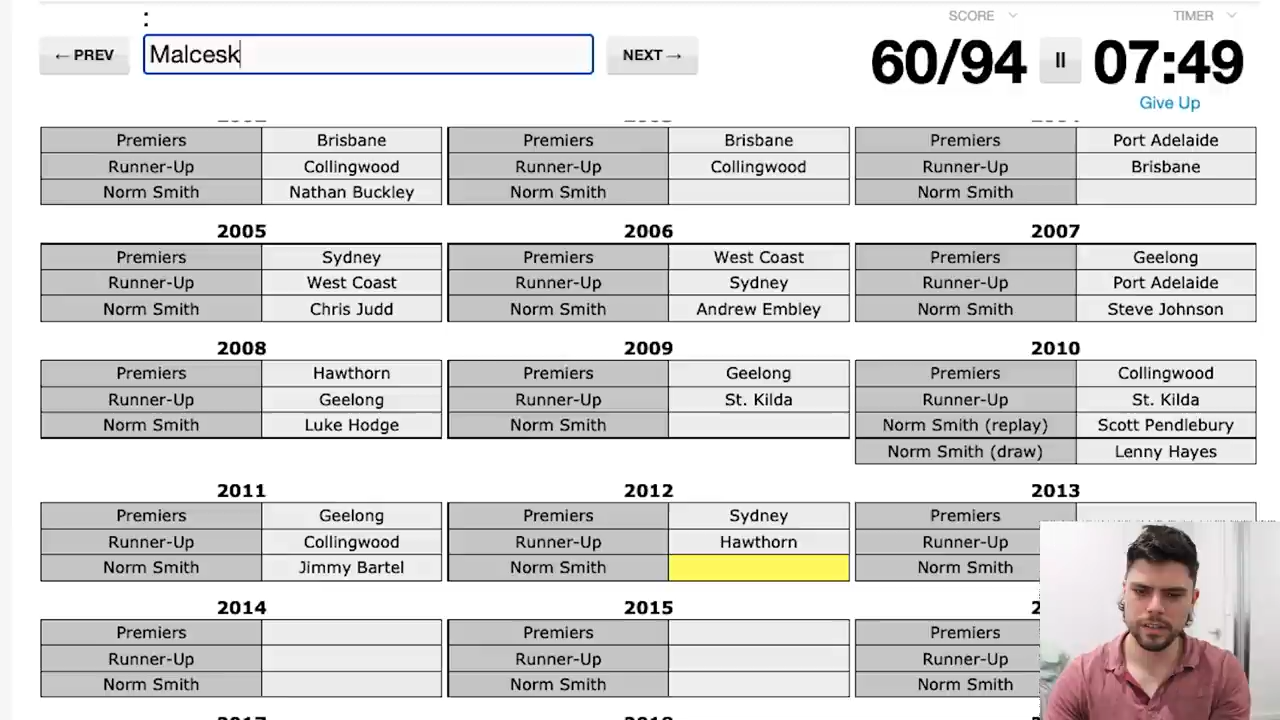 :
SCORE
TIMER
← PREV
Malcesk
NEXT →
60/94
II
07:49
Give Up
Premiers Brisbane Premiers Brisbane Premiers Port Adelaide
Runner-Up Collingwood Runner-Up Collingwood Runner-Up Brisbane
Norm Smith Nathan Buckley Norm Smith Norm Smith
2005 2006 2007
Premiers Sydney Premiers West Coast Premiers Geelong
Runner-Up West Coast Runner-Up Sydney Runner-Up Port Adelaide
Norm Smith Chris Judd Norm Smith Andrew Embley Norm Smith Steve Johnson
2008 2009 2010
Premiers Hawthorn Premiers Geelong Premiers Collingwood
Runner-Up Geelong Runner-Up St. Kilda Runner-Up St. Kilda
Norm Smith Luke Hodge Norm Smith Norm Smith (replay) Scott Pendlebury
Norm Smith (draw) Lenny Hayes
2011 2012 2013
Premiers Geelong Premiers Sydney Premiers
Runner-Up Collingwood Runner-Up Hawthorn Runner-Up
Norm Smith Jimmy Bartel Norm Smith Norm Smith
2014 2015
Premiers Premiers Premiers
Runner-Up Runner-Up Runner-Up
Norm Smith Norm Smith Norm Smith